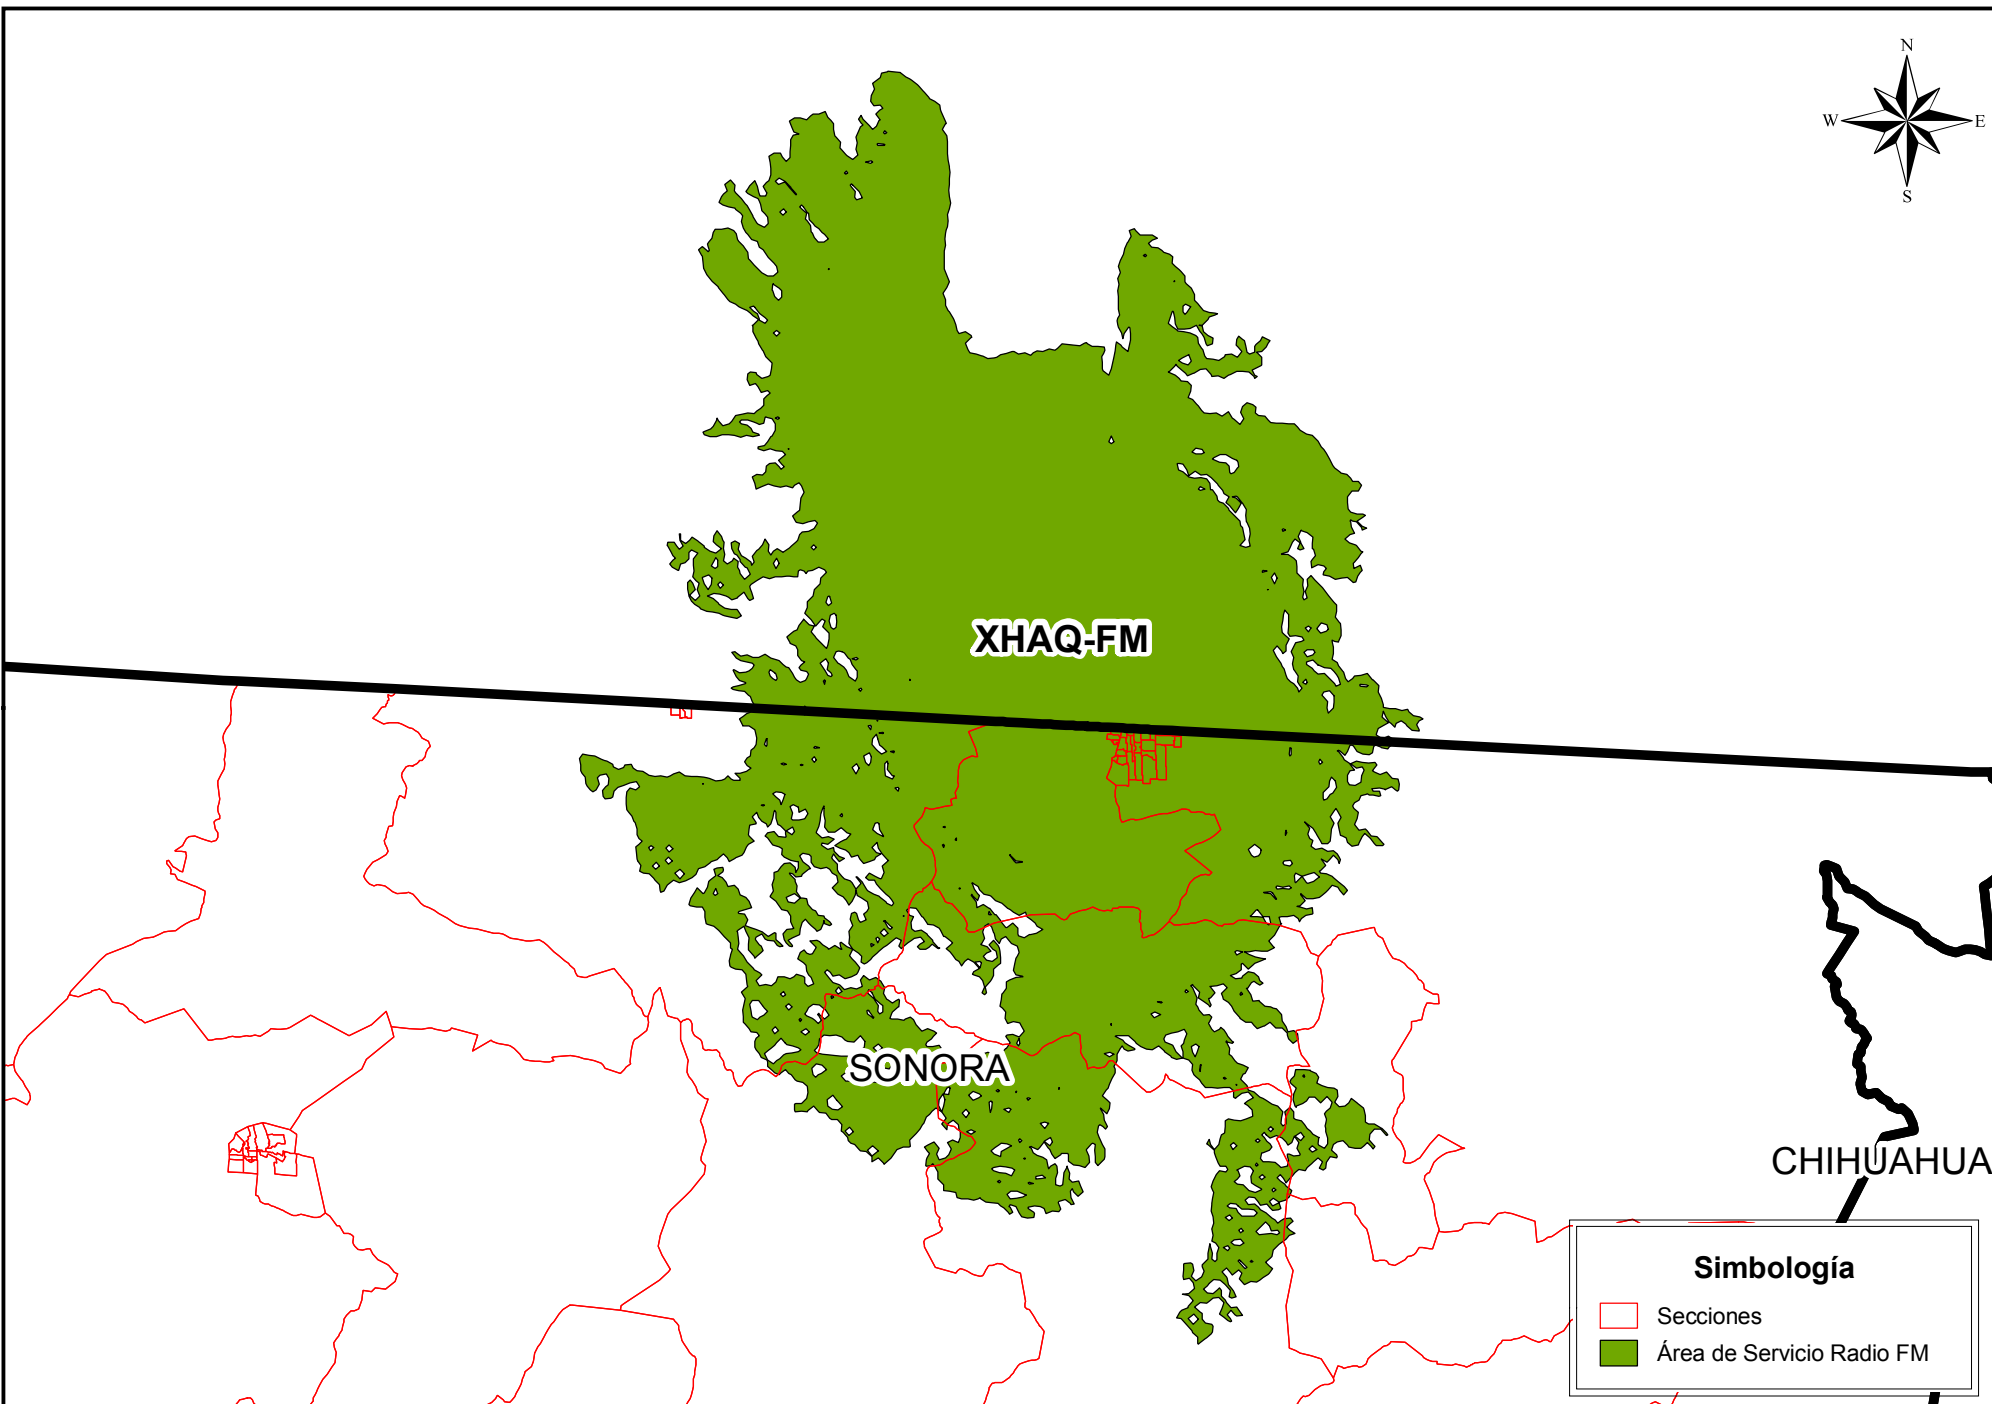 N
W E
S
XHAQ-FM
SONORA
CHIHUAHUA
Simbología
Secciones
Área de Servicio Radio FM